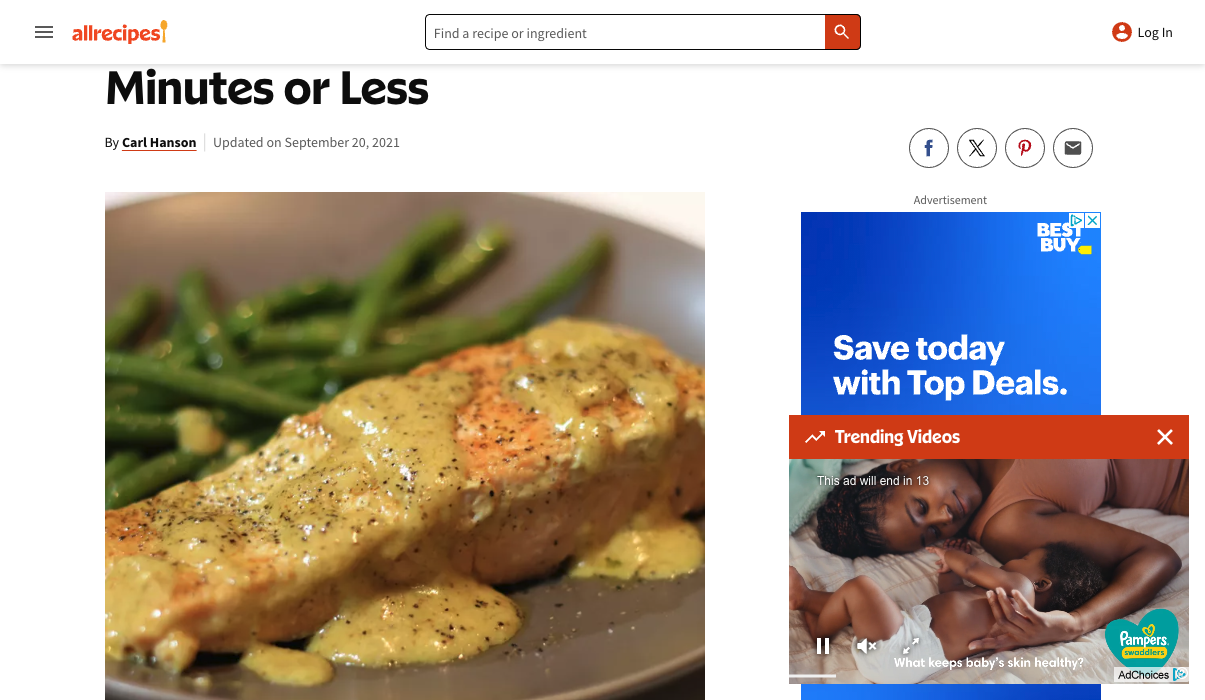 allrecipes
Find a recipe or ingredient
Log In
Minutes or Less
By Carl Hanson
Updated on September 20, 2021
Advertisement
BEST
BUY
Save today
with Top Deals.
Trending Videos
This ad will end in 13
What keeps baby's skin healthy?
Pampers
swaddlers
AdChoices